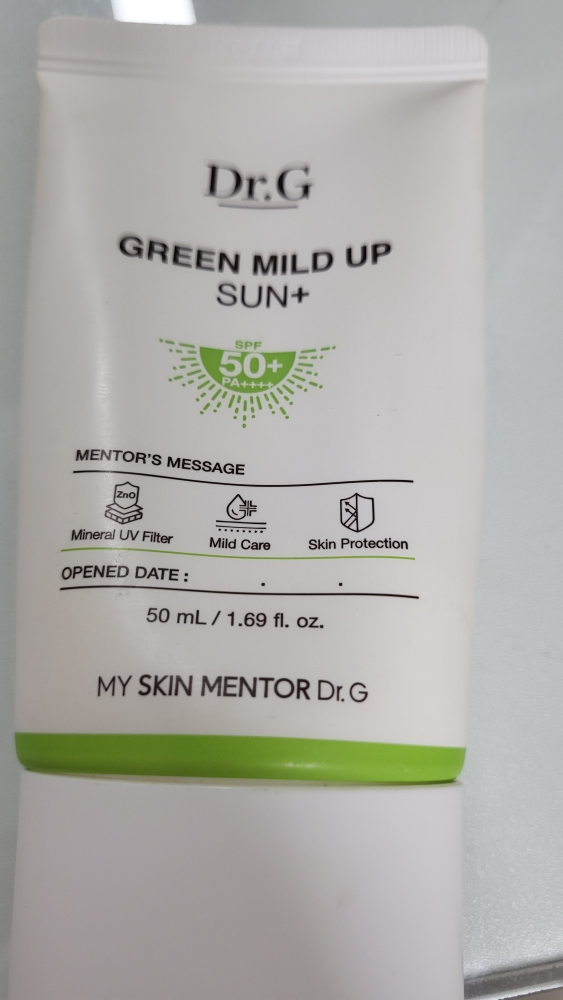 Dr.G
GREEN MILD UP
SUN+
SPF
50+
PA++++
MENTOR'S MESSAGE
ZnO
Mineral UV Filter Mild Care Skin Protection
OPENED DATE : . .
50 mL / 1.69 fl. oz.
MY SKIN MENTOR Dr.G